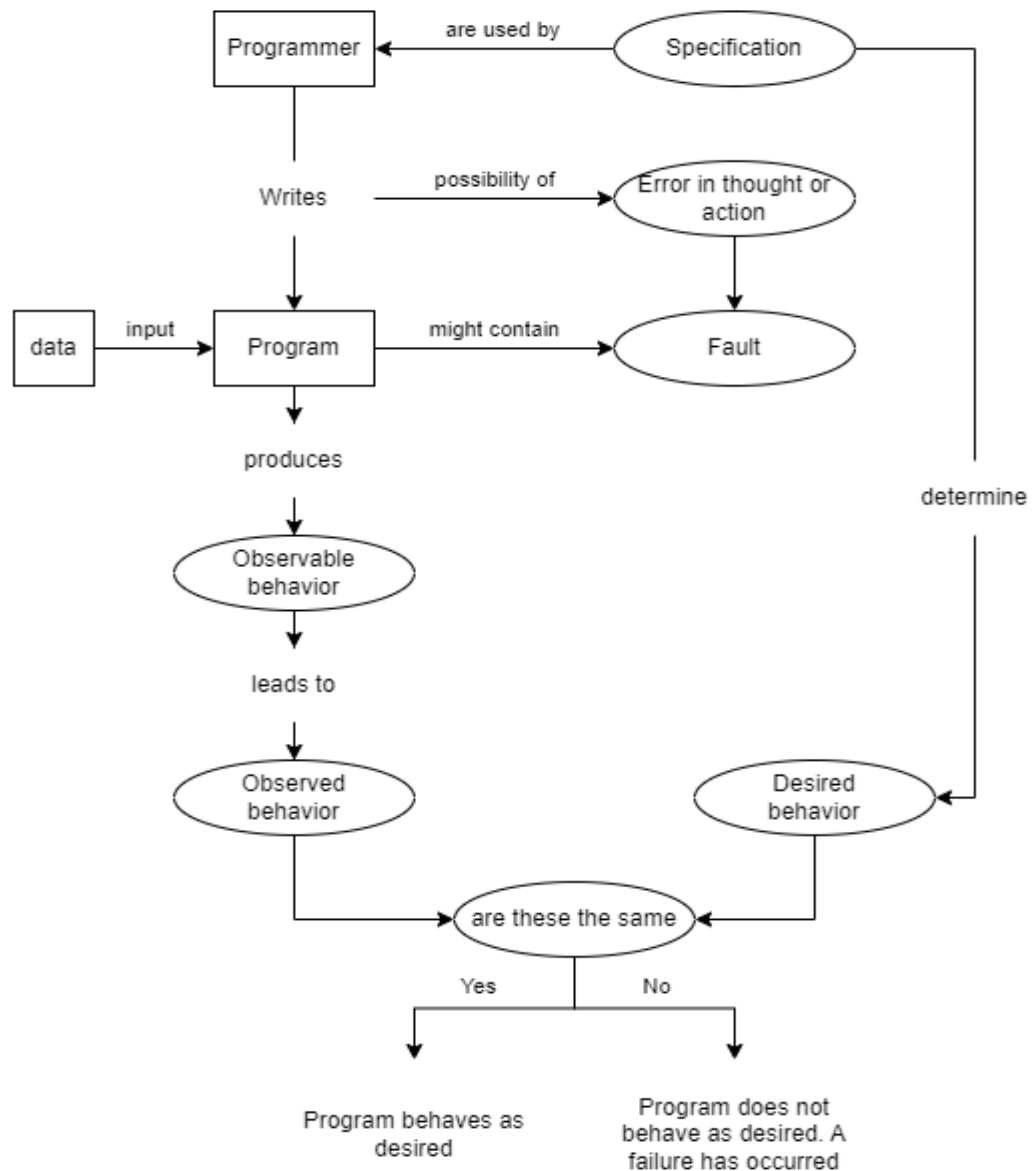 Programmer
are used by
Specification
Writes
possibility of
Error in thought or
action
data
input
Program
might contain
Fault
produces
determine
Observable
behavior
leads to
Observed
behavior
Desired
behavior
are these the same
Yes
No
Program behaves as
desired
Program does not
behave as desired. A
failure has occurred